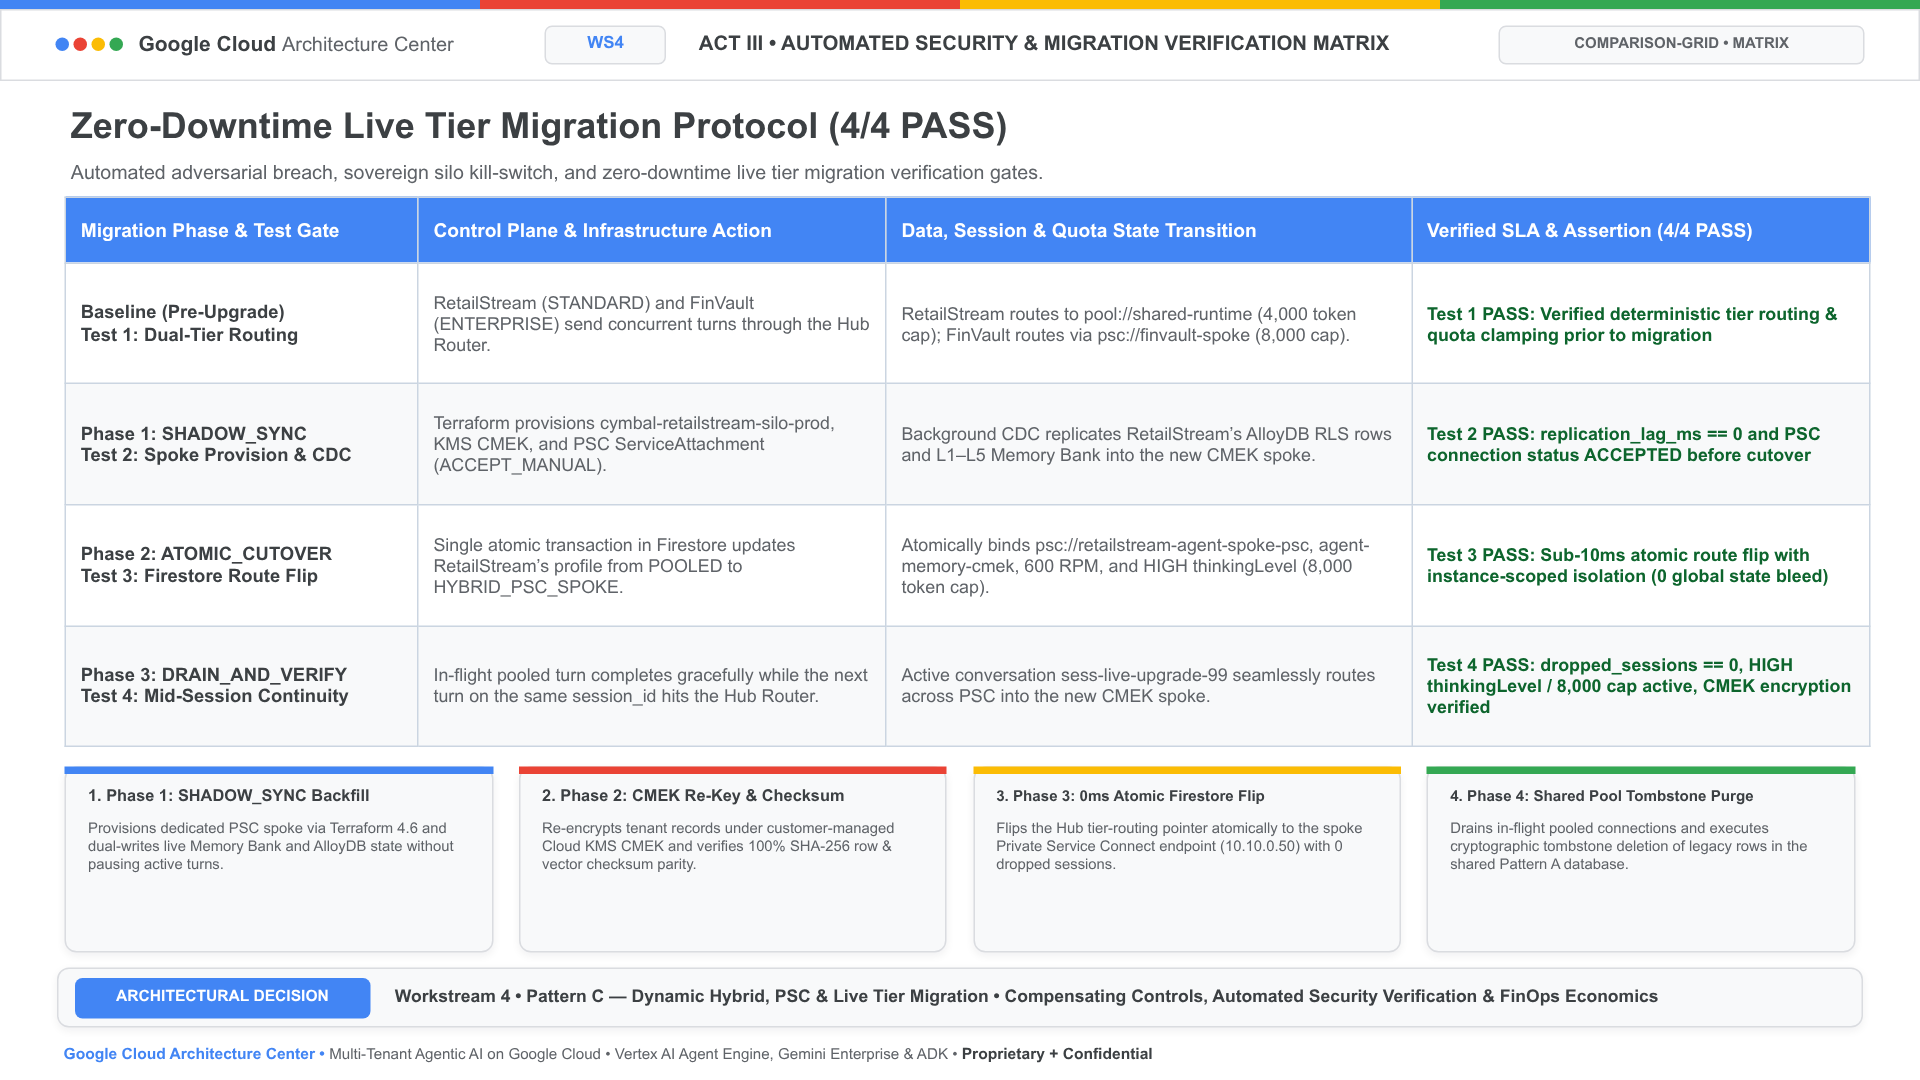 Google Cloud Architecture Center
WS4
ACT III • AUTOMATED SECURITY & MIGRATION VERIFICATION MATRIX
COMPARISON-GRID • MATRIX
Zero-Downtime Live Tier Migration Protocol (4/4 PASS)
Automated adversarial breach, sovereign silo kill-switch, and zero-downtime live tier migration verification gates.
Migration Phase & Test Gate
Control Plane & Infrastructure Action
Data, Session & Quota State Transition
Verified SLA & Assertion (4/4 PASS)
Baseline (Pre-Upgrade)
Test 1: Dual-Tier Routing
RetailStream (STANDARD) and FinVault
(ENTERPRISE) send concurrent turns through the Hub
Router.
RetailStream routes to pool://shared-runtime (4,000 token
cap); FinVault routes via psc://finvault-spoke (8,000 cap).
Test 1 PASS: Verified deterministic tier routing &
quota clamping prior to migration
Phase 1: SHADOW_SYNC
Test 2: Spoke Provision & CDC
Terraform provisions cymbal-retailstream-silo-prod,
KMS CMEK, and PSC ServiceAttachment
(ACCEPT_MANUAL).
Background CDC replicates RetailStream’s AlloyDB RLS rows
and L1–L5 Memory Bank into the new CMEK spoke.
Test 2 PASS: replication_lag_ms == 0 and PSC
connection status ACCEPTED before cutover
Phase 2: ATOMIC_CUTOVER
Test 3: Firestore Route Flip
Single atomic transaction in Firestore updates
RetailStream’s profile from POOLED to
HYBRID_PSC_SPOKE.
Atomically binds psc://retailstream-agent-spoke-psc, agent-
memory-cmek, 600 RPM, and HIGH thinkingLevel (8,000
token cap).
Test 3 PASS: Sub-10ms atomic route flip with
instance-scoped isolation (0 global state bleed)
Phase 3: DRAIN_AND_VERIFY
Test 4: Mid-Session Continuity
In-flight pooled turn completes gracefully while the next
turn on the same session_id hits the Hub Router.
Active conversation sess-live-upgrade-99 seamlessly routes
across PSC into the new CMEK spoke.
Test 4 PASS: dropped_sessions == 0, HIGH
thinkingLevel / 8,000 cap active, CMEK encryption
verified
1. Phase 1: SHADOW_SYNC Backfill
Provisions dedicated PSC spoke via Terraform 4.6 and
dual-writes live Memory Bank and AlloyDB state without
pausing active turns.
2. Phase 2: CMEK Re-Key & Checksum
Re-encrypts tenant records under customer-managed
Cloud KMS CMEK and verifies 100% SHA-256 row &
vector checksum parity.
3. Phase 3: 0ms Atomic Firestore Flip
Flips the Hub tier-routing pointer atomically to the spoke
Private Service Connect endpoint (10.10.0.50) with 0
dropped sessions.
4. Phase 4: Shared Pool Tombstone Purge
Drains in-flight pooled connections and executes
cryptographic tombstone deletion of legacy rows in the
shared Pattern A database.
ARCHITECTURAL DECISION
Workstream 4 • Pattern C — Dynamic Hybrid, PSC & Live Tier Migration • Compensating Controls, Automated Security Verification & FinOps Economics
Google Cloud Architecture Center • Multi-Tenant Agentic AI on Google Cloud • Vertex AI Agent Engine, Gemini Enterprise & ADK • Proprietary + Confidential